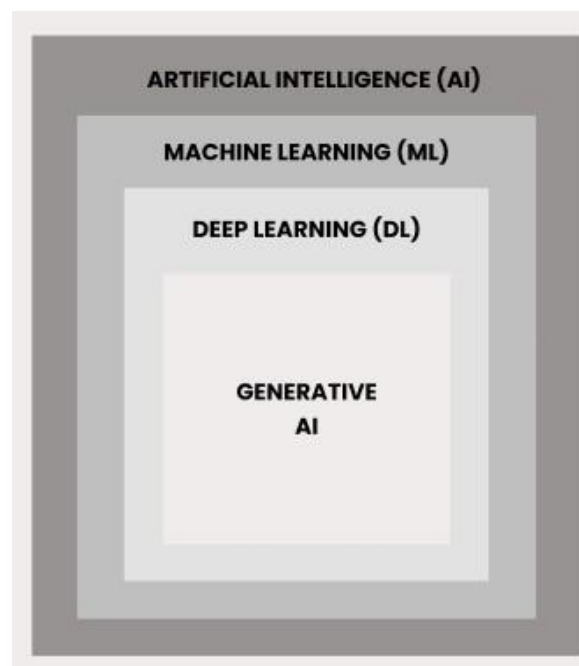 ARTIFICIAL INTELLIGENCE (AI)
MACHINE LEARNING (ML)
DEEP LEARNING (DL)
GENERATIVE
AI